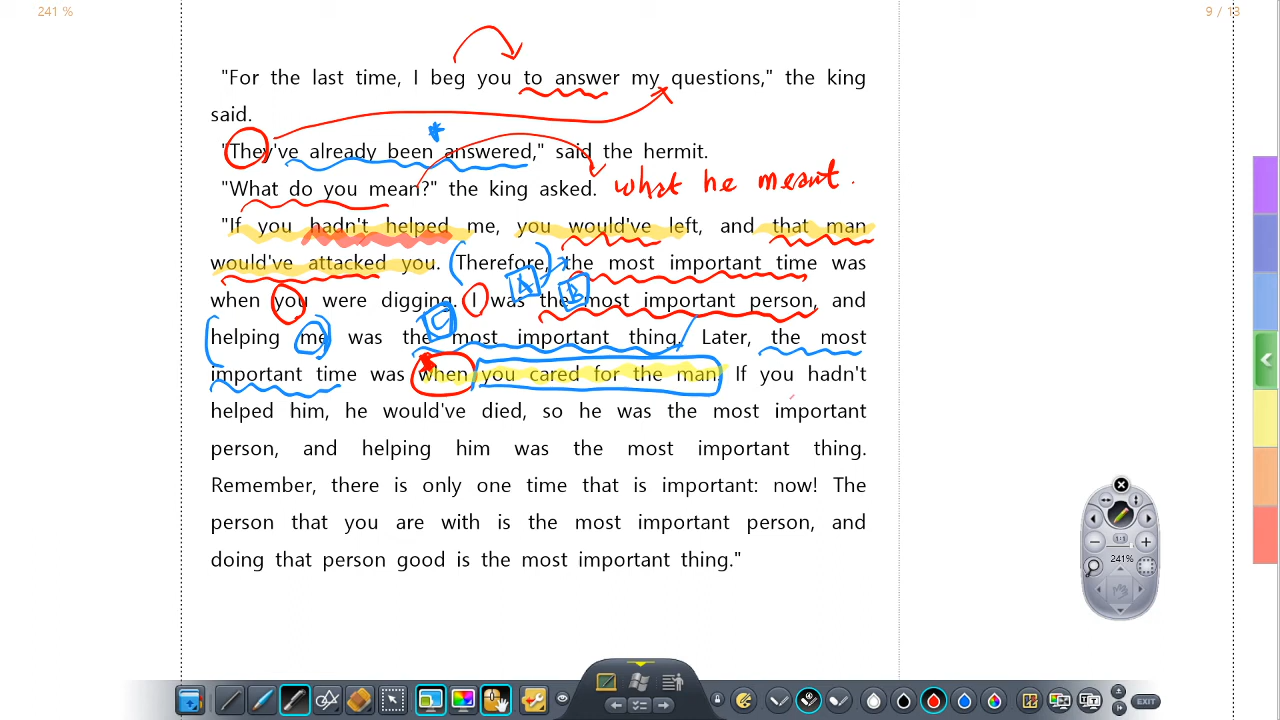 241 %
9 / 13
"For the last time, I beg you to answer my questions," the king
said.
"They've already been answered," said the hermit.
"What do you mean?" the king asked. what he meant.
"If you hadn't helped me, you would've left, and that man
would've attacked you. Therefore, the most important time was
when you were digging. I was the most important person, and
A B
helping me was the most important thing. Later, the most
C
important time was when you cared for the man. If you hadn't
helped him, he would've died, so he was the most important
person, and helping him was the most important thing.
Remember, there is only one time that is important: now! The
person that you are with is the most important person, and
doing that person good is the most important thing."
1:1
241%
EXIT